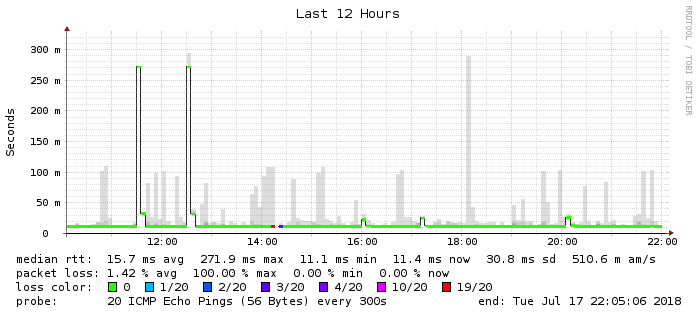 Last 12 Hours
RRDTOOL / TOBI OETIKER
Seconds
300 m
250 m
200 m
150 m
100 m
50 m
0
12:00 14:00 16:00 18:00 20:00 22:00
median rtt: 15.7 ms avg 271.9 ms max 11.1 ms min 11.4 ms now 30.8 ms sd 510.6 m am/s
packet loss: 1.42 % avg 100.00 % max 0.00 % min 0.00 % now
loss color: 0 1/20 2/20 3/20 4/20 10/20 19/20
probe: 20 ICMP Echo Pings (56 Bytes) every 300s end: Tue Jul 17 22:05:06 2018